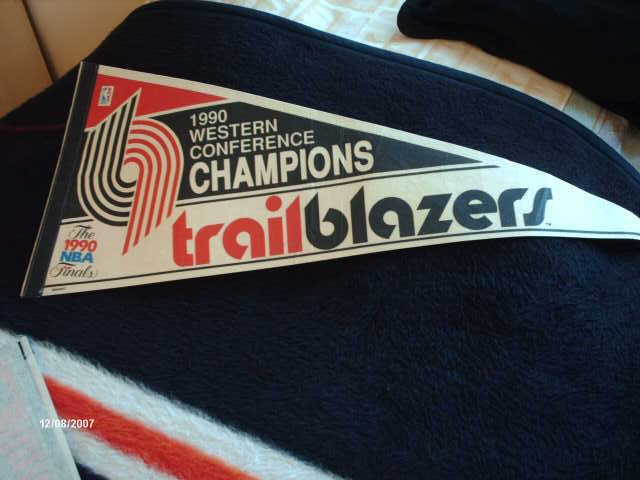 1990
WESTERN
CONFERENCE
CHAMPIONS
trailblazers
The
1990
NBA
Finals
12/08/2007